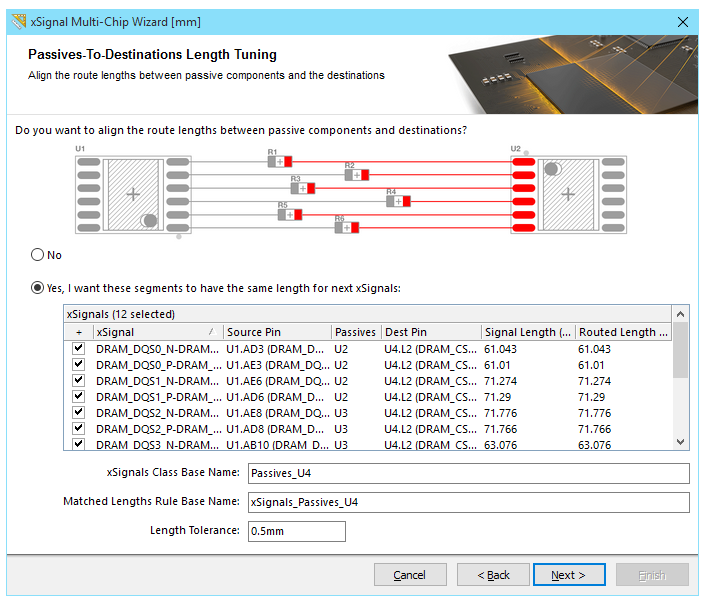 xSignal Multi-Chip Wizard [mm]
Passives-To-Destinations Length Tuning
Align the route lengths between passive components and the destinations
Do you want to align the route lengths between passive components and destinations?
U1 U2
R1
R2
R3
R4
R5
R6
No
Yes, I want these segments to have the same length for next xSignals:
xSignals (12 selected)
+ xSignal Source Pin Passives Dest Pin Signal Length (... Routed Length ...
DRAM_DQS0_N-DRAM... U1.AD3 (DRAM_D... U2 U4.L2 (DRAM_CS... 61.043 61.043
DRAM_DQS0_P-DRAM_... U1.AE3 (DRAM_DQ... U2 U4.L2 (DRAM_CS... 61.01 61.01
DRAM_DQS1_N-DRAM... U1.AE6 (DRAM_DQ... U2 U4.L2 (DRAM_CS... 71.274 71.274
DRAM_DQS1_P-DRAM_... U1.AD6 (DRAM_D... U2 U4.L2 (DRAM_CS... 71.29 71.29
DRAM_DQS2_N-DRAM... U1.AE8 (DRAM_DQ... U3 U4.L2 (DRAM_CS... 71.776 71.776
DRAM_DQS2_P-DRAM_... U1.AD8 (DRAM_D... U3 U4.L2 (DRAM_CS... 71.766 71.766
DRAM_DQS3_N-DRAM... U1.AB10 (DRAM_D... U3 U4.L2 (DRAM_CS... 63.076 63.076
xSignals Class Base Name: Passives_U4
Matched Lengths Rule Base Name: xSignals_Passives_U4
Length Tolerance: 0.5mm
Cancel < Back Next > Finish